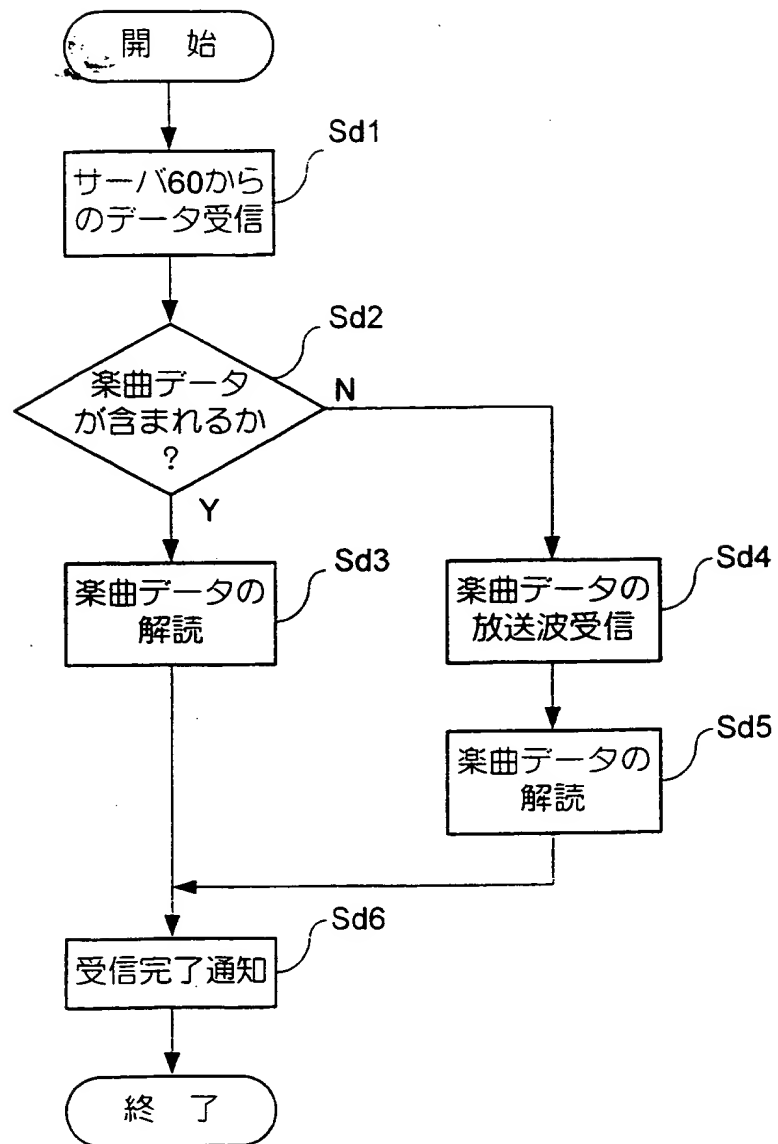 開 始
Sd1
サーバ60から
のデータ受信
Sd2
楽曲データ
が含まれるか
?
N
Y
Sd3
楽曲データの
解読
Sd4
楽曲データの
放送波受信
Sd5
楽曲データの
解読
Sd6
受信完了通知
終 了